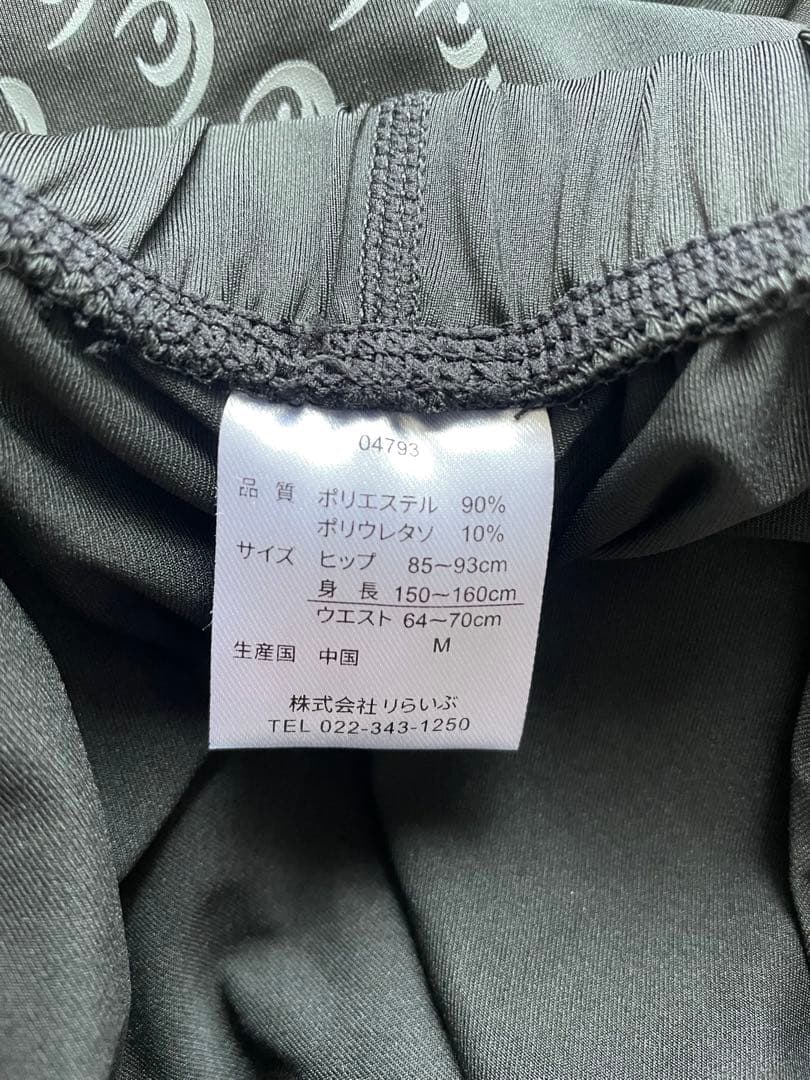 04793
品質 ポリエステル 90%
ポリウレタソ 10%
サイズ ヒップ 85～93cm
身長 150～160cm
ウエスト 64～70cm
M
生産国 中国
株式会社りらいぶ
TEL 022-343-1250